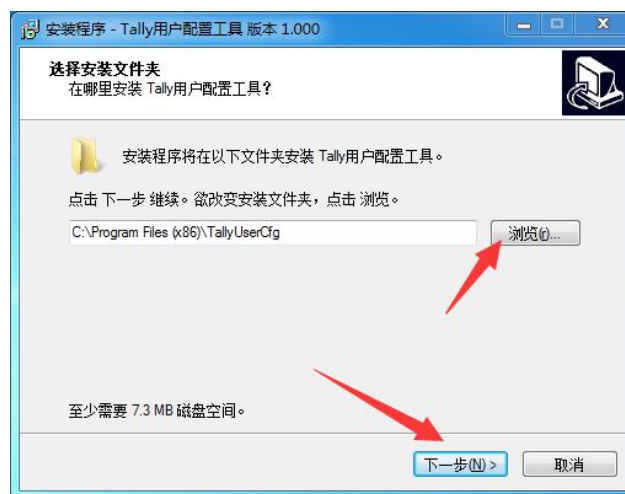 安装程序 - Tally用户配置工具 版本 1.000
选择安装文件夹
在哪里安装 Tally用户配置工具?
安装程序将在以下文件夹安装 Tally用户配置工具。
点击 下一步 继续。欲改变安装文件夹，点击 浏览。
C:\Program Files (x86)\TallyUserCfg
浏览(r)...
至少需要 7.3 MB 磁盘空间。
下一步(N) >
取消